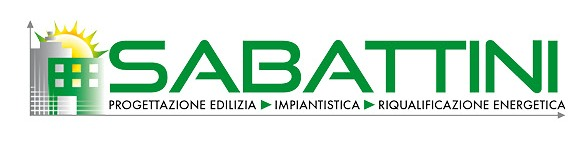 SABATTINI
PROGETTAZIONE EDILIZIA ► IMPIANTISTICA ► RIQUALIFICAZIONE ENERGETICA